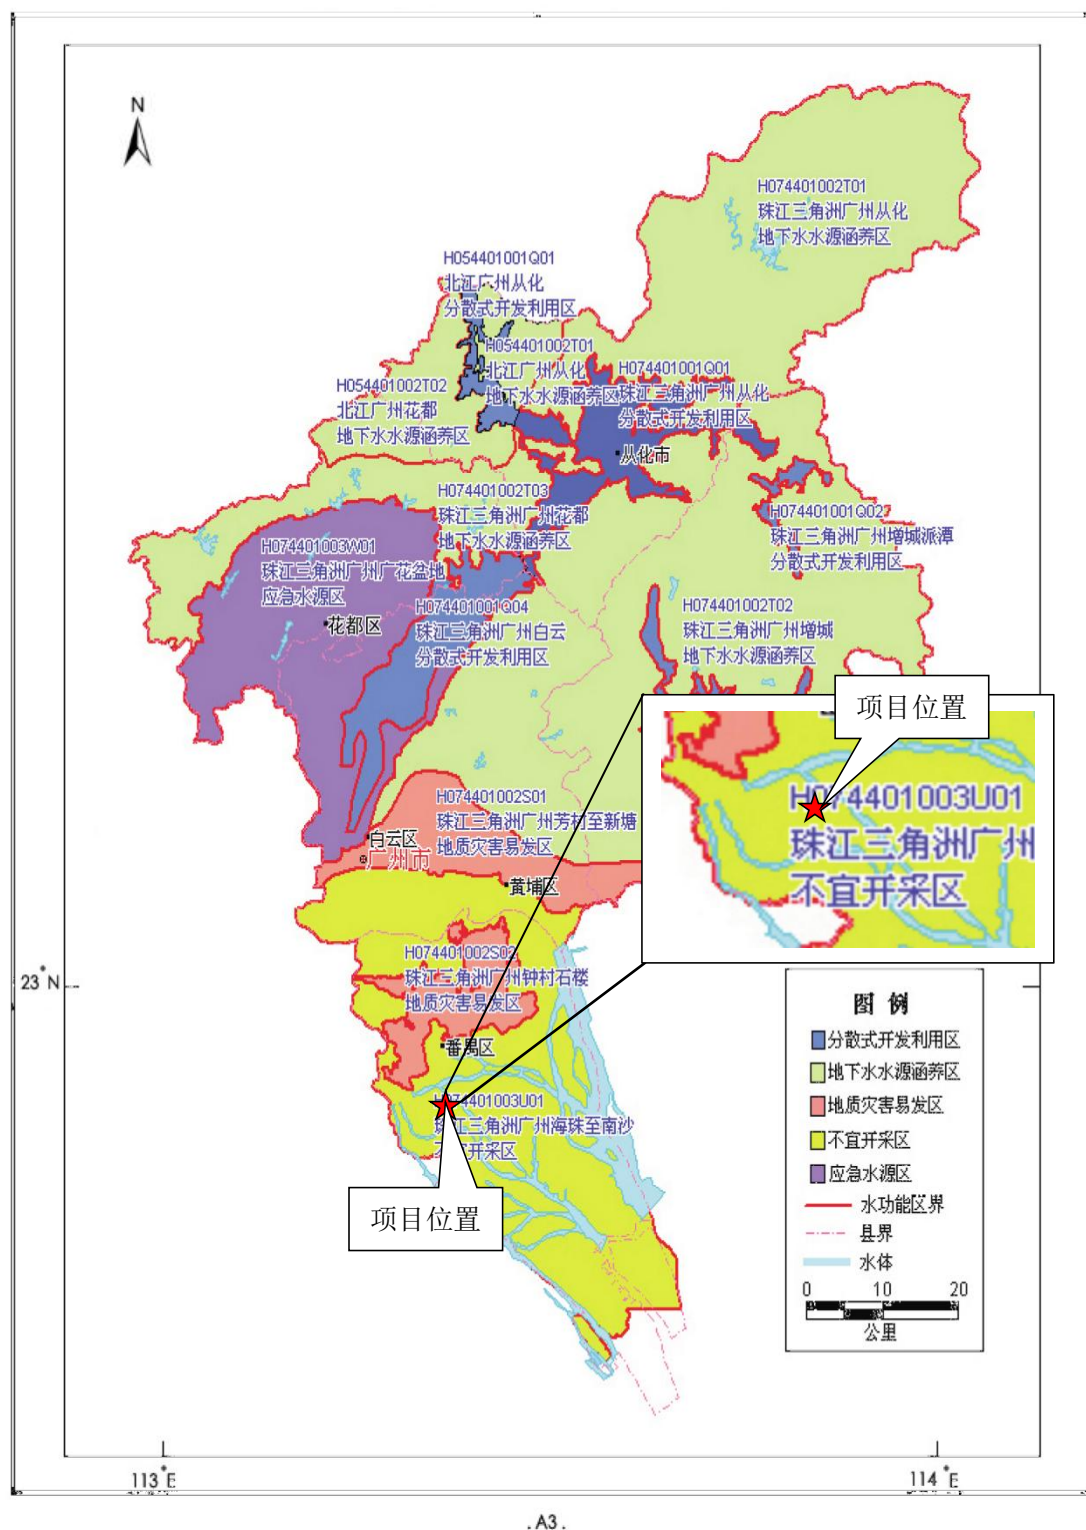 N
H074401002T01
珠江三角洲广州从化
地下水水源涵养区
H054401001Q01
北江广州从化
分散式开发利用区
H054401002T01
北江广州从化
地下水水源涵养区
H074401001Q01
珠江三角洲广州从化
分散式开发利用区
H054401002T02
北江广州花都
地下水水源涵养区
从化市
H074401002T03
珠江三角洲广州花都
地下水水源涵养区
H074401001Q02
珠江三角洲广州增城派潭
分散式开发利用区
H074401003W01
珠江三角洲广州广花盆地
应急水源区
花都区
H074401001Q04
珠江三角洲广州白云
分散式开发利用区
H074401002T02
珠江三角洲广州增城
地下水水源涵养区
项目位置
H074401003U01
珠江三角洲广州
不宜开采区
H074401002S01
珠江三角洲广州芳村至新塘
地质灾害易发区
白云区
广州市
黄埔区
H074401002S02
珠江三角洲广州钟村石楼
地质灾害易发区
23°N
番禺区
H074401003U01
珠江三角洲广州海珠至南沙
不宜开采区
项目位置
图 例
分散式开发利用区
地下水水源涵养区
地质灾害易发区
不宜开采区
应急水源区
水功能区界
县界
水体
0 10 20
公里
113°E
114°E
. A3 .